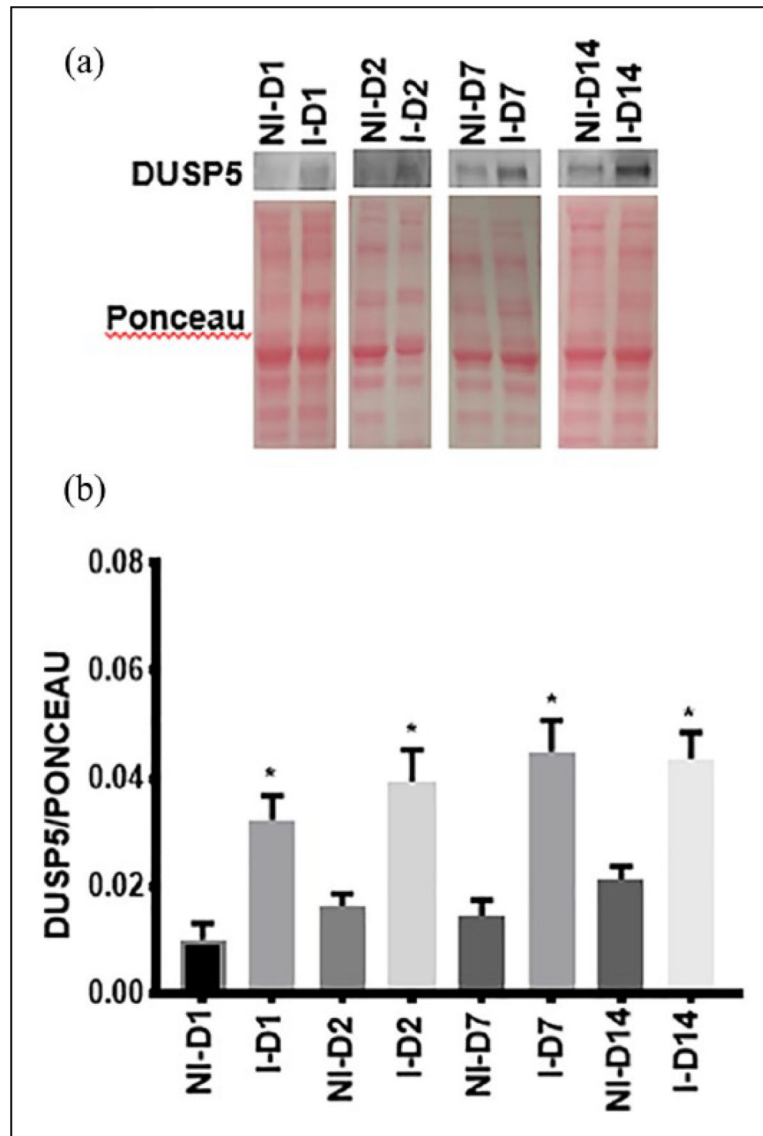 (a)
NI-D1 I-D1 NI-D2 I-D2 NI-D7 I-D7 NI-D14 I-D14
DUSP5
Ponceau
(b)
0.08
0.06
0.04
0.02
0.00
DUSP5/PONCEAU
* * * *
NI-D1 I-D1 NI-D2 I-D2 NI-D7 I-D7 NI-D14 I-D14